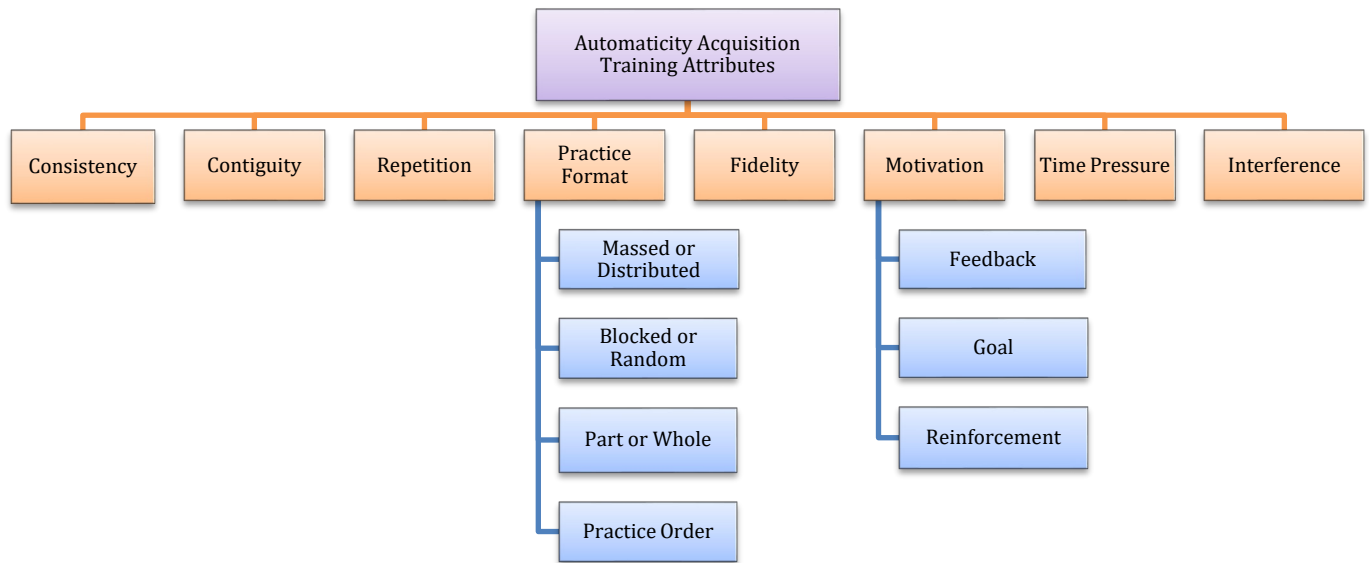 Automaticity Acquisition
Training Attributes
Consistency
Contiguity
Repetition
Practice
Format
Fidelity
Motivation
Time Pressure
Interference
Massed or
Distributed
Blocked or
Random
Part or Whole
Practice Order
Feedback
Goal
Reinforcement